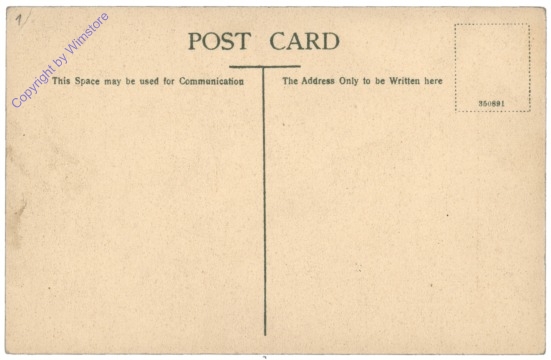 Copyright by Wimstore
POST CARD
This Space may be used for Communication
The Address Only to be Written here
350691